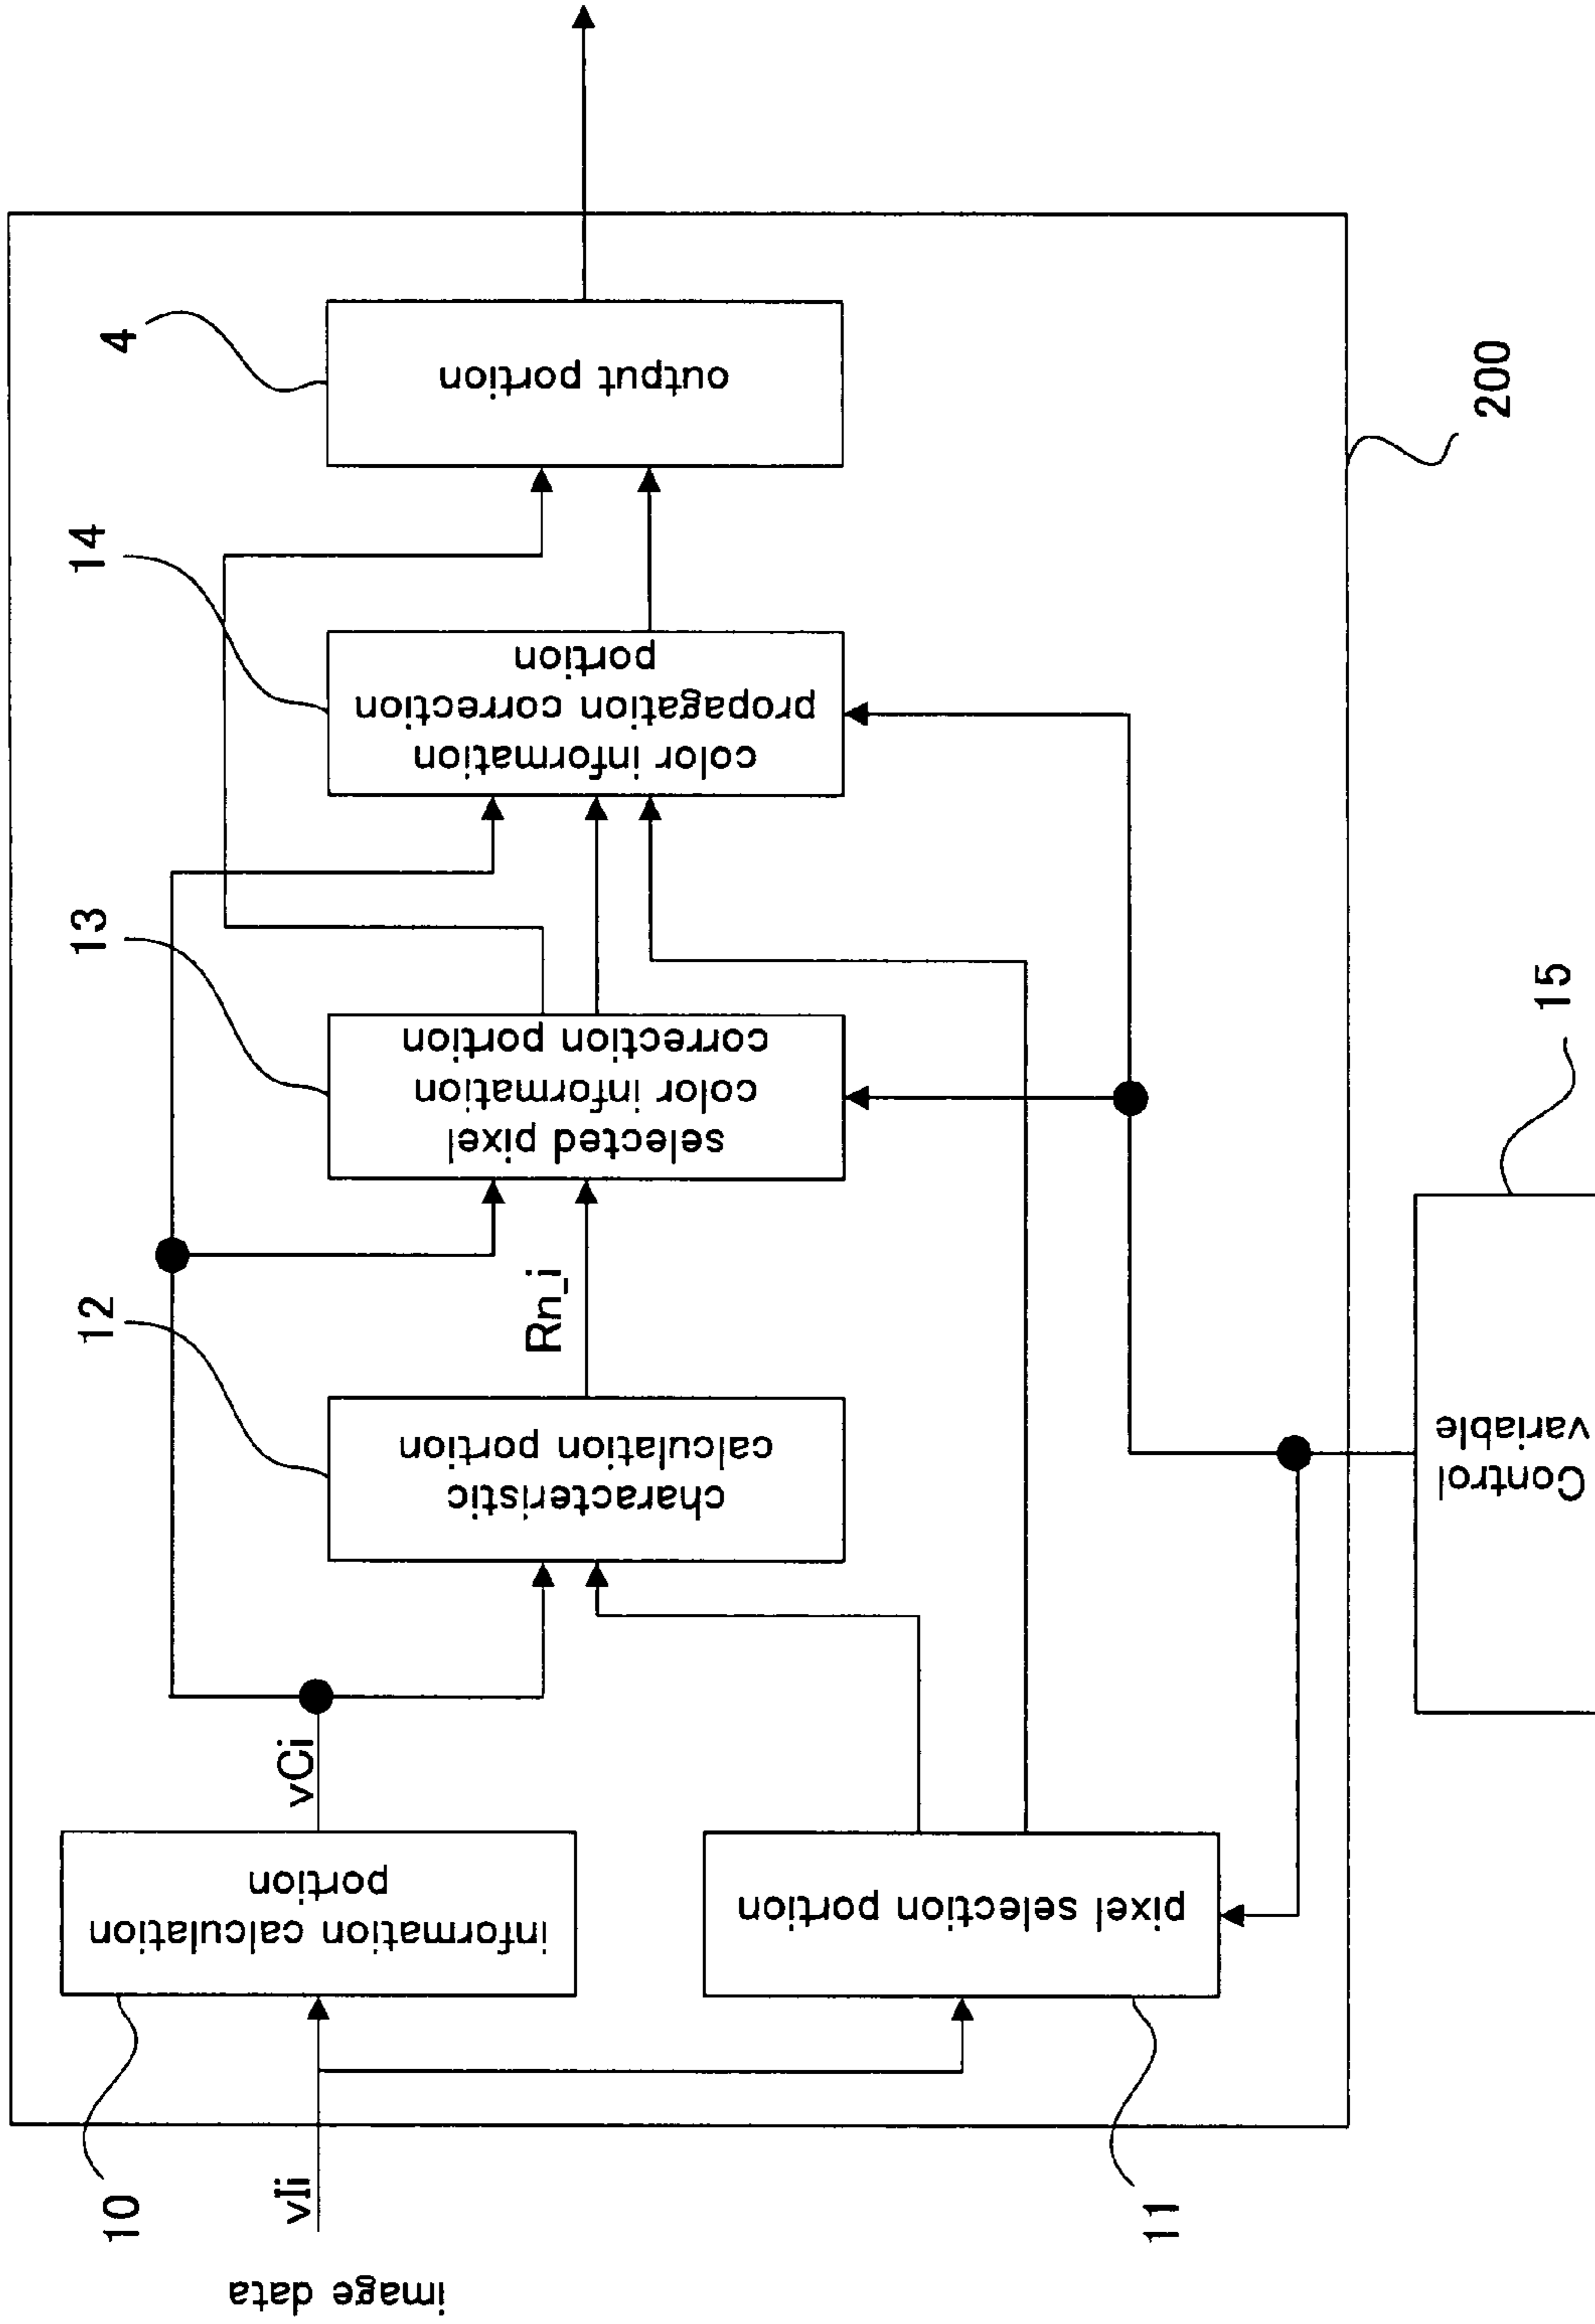 200
4
output portion
14
color information
propagation correction
portion
13
selected pixel
color information
correction portion
12
characteristic
calculation portion
Rn_i
vCi
information calculation
portion
10
pixel selection portion
11
vIi
image data
15
Control
variable